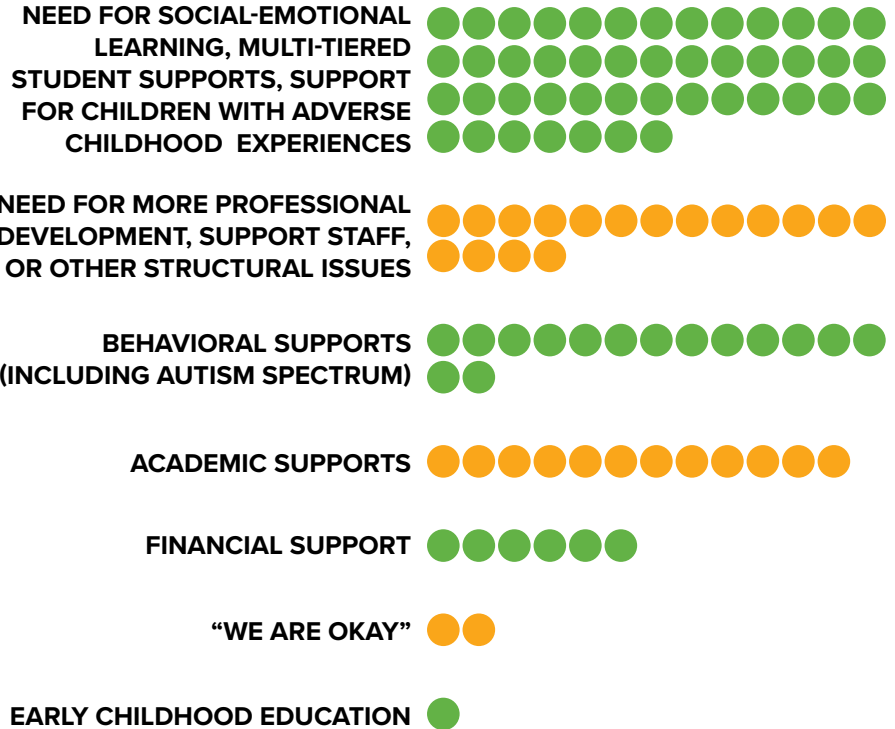 NEED FOR SOCIAL-EMOTIONAL
LEARNING, MULTI-TIERED
STUDENT SUPPORTS, SUPPORT
FOR CHILDREN WITH ADVERSE
CHILDHOOD EXPERIENCES
NEED FOR MORE PROFESSIONAL
DEVELOPMENT, SUPPORT STAFF,
OR OTHER STRUCTURAL ISSUES
BEHAVIORAL SUPPORTS
(INCLUDING AUTISM SPECTRUM)
ACADEMIC SUPPORTS
FINANCIAL SUPPORT
“WE ARE OKAY”
EARLY CHILDHOOD EDUCATION